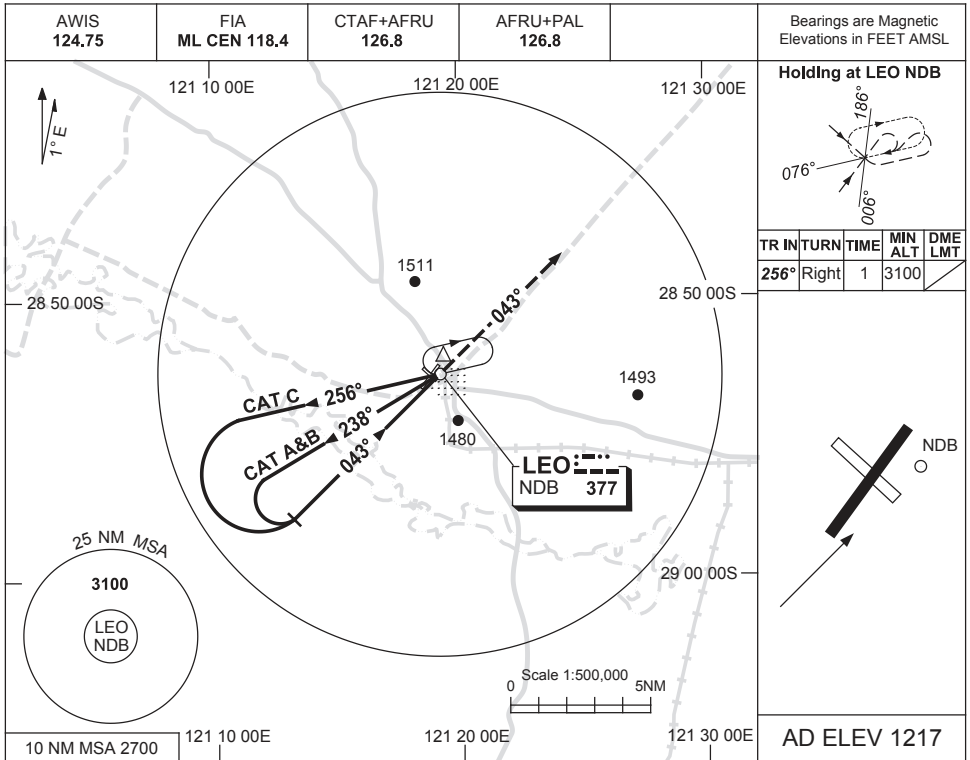 AWIS
124.75
FIA
ML CEN 118.4
CTAF+AFRU
126.8
AFRU+PAL
126.8
Bearings are Magnetic
Elevations in FEET AMSL
121 10 00E
121 20 00E
121 30 00E
1° E
Holding at LEO NDB
186°
076°
006°
TR IN TURN TIME MIN ALT DME LMT
256° Right 1 3100
1511
28 50 00S
28 50 00S
043°
1493
CAT C 256°
CAT A&B 238°
043°
1480
LEO
NDB 377
NDB
25 NM MSA
3100
LEO
NDB
29 00 00S
Scale 1:500,000
0 5NM
10 NM MSA 2700
121 10 00E
121 20 00E
121 30 00E
AD ELEV 1217